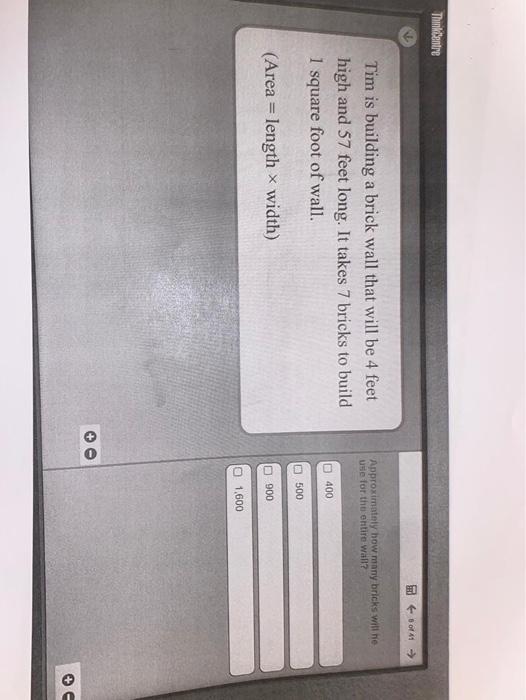 ThinkCentre
8 of 41
Tim is building a brick wall that will be 4 feet
high and 57 feet long. It takes 7 bricks to build
1 square foot of wall.
(Area = length × width)
Approximately how many bricks will he
use for the entire wall?
400
500
900
1,600